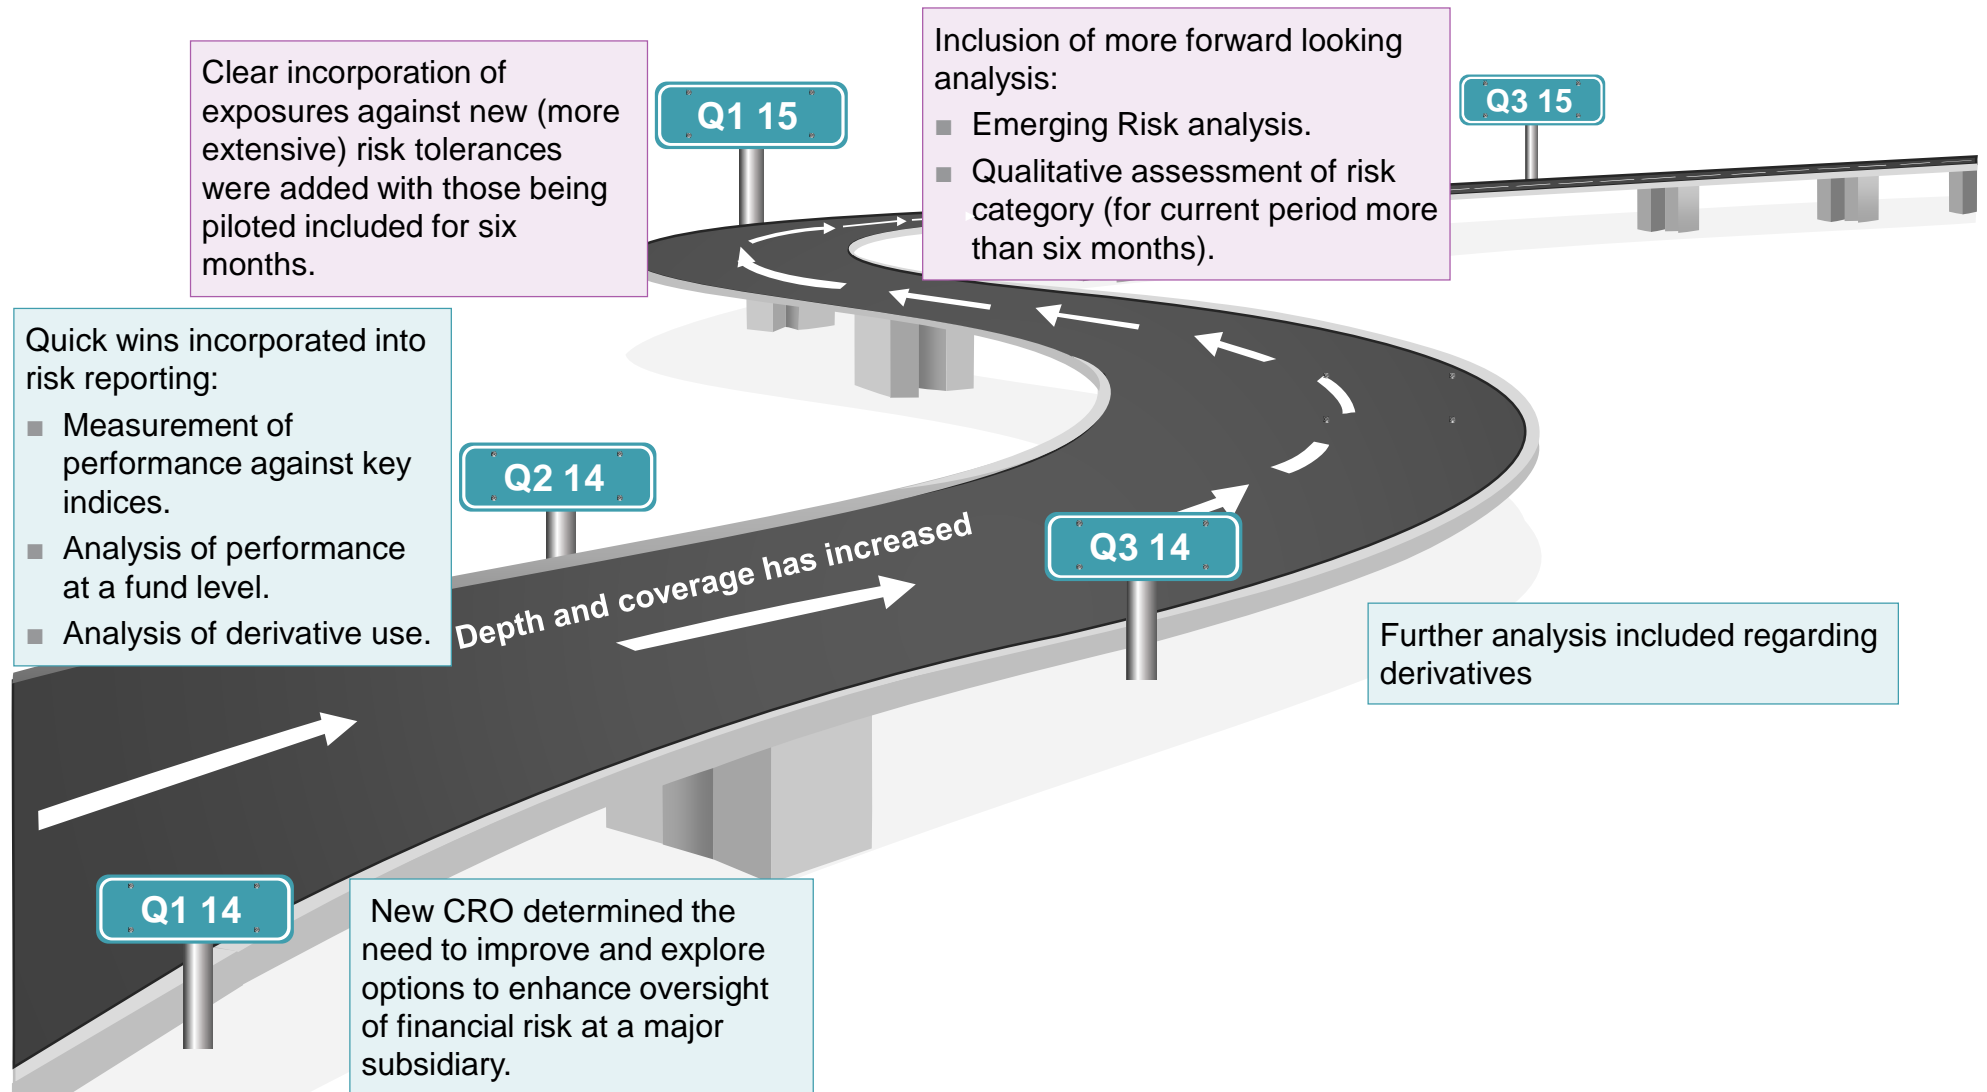 Clear incorporation of
exposures against new (more
extensive) risk tolerances
were added with those being
piloted included for six
months.
Q1 15
Inclusion of more forward looking
analysis:
■ Emerging Risk analysis.
■ Qualitative assessment of risk
category (for current period more
than six months).
Q3 15
Quick wins incorporated into
risk reporting:
■ Measurement of
performance against key
indices.
■ Analysis of performance
at a fund level.
■ Analysis of derivative use.
Q2 14
Depth and coverage has increased
Q3 14
Further analysis included regarding
derivatives
Q1 14
New CRO determined the
need to improve and explore
options to enhance oversight
of financial risk at a major
subsidiary.